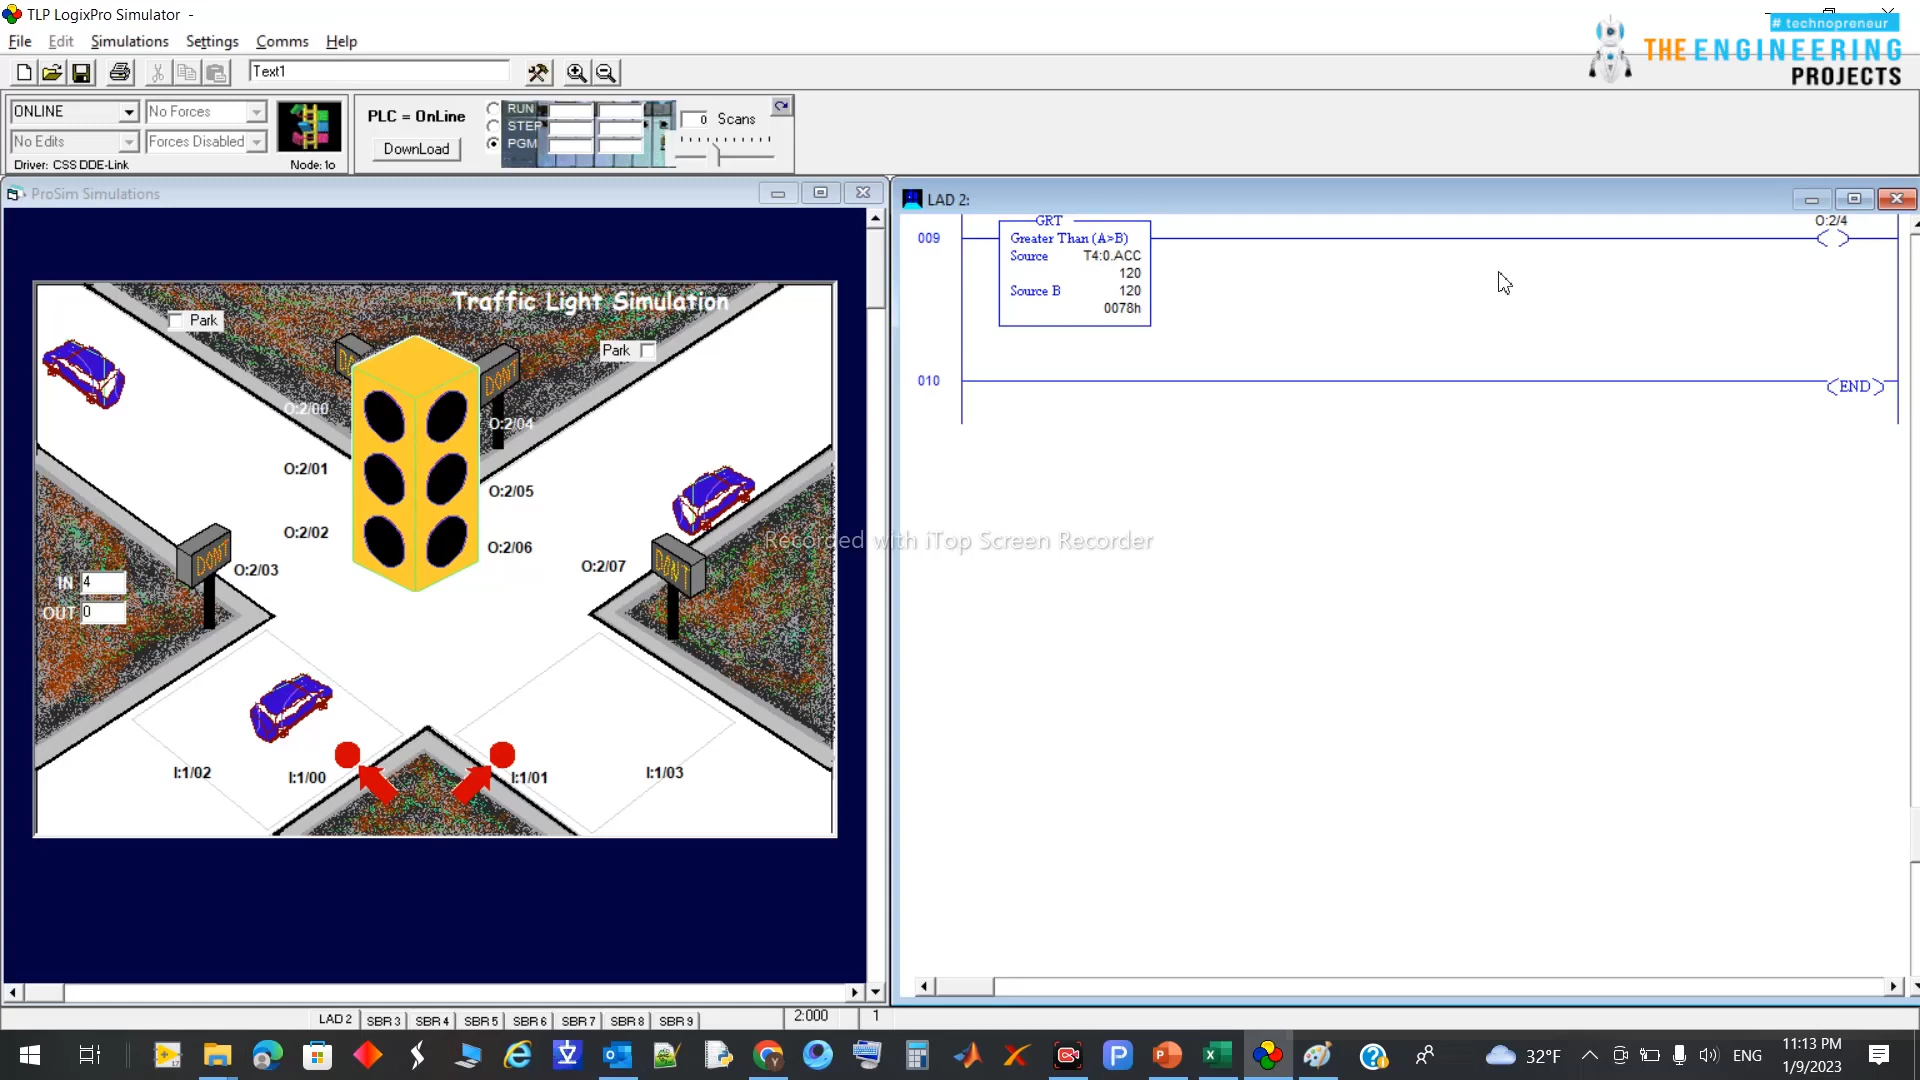 TLP LogixPro Simulator -
# technopreneur
THE ENGINEERING
PROJECTS
File Edit Simulations Settings Comms Help
Text1
ONLINE
No Forces
No Edits
Forces Disabled
Driver: CSS DDE-Link
Node: 1o
PLC = OnLine
DownLoad
RUN
STEP
PGM
0 Scans
ProSim Simulations
Traffic Light Simulation
Park
Park
DONT
O:2/00
O:2/04
O:2/01
O:2/05
O:2/02
O:2/06
DONT
O:2/03
O:2/07
DONT
IN 4
OUT 0
I:1/02
I:1/00
I:1/01
I:1/03
LAD 2:
GRT
O:2/4
009
Greater Than (A>B)
Source T4:0.ACC
120
Source B 120
0078h
010
END
Recorded with iTop Screen Recorder
LAD 2 SBR 3 SBR 4 SBR 5 SBR 6 SBR 7 SBR 8 SBR 9
2:000 1
32°F
ENG
11:13 PM
1/9/2023